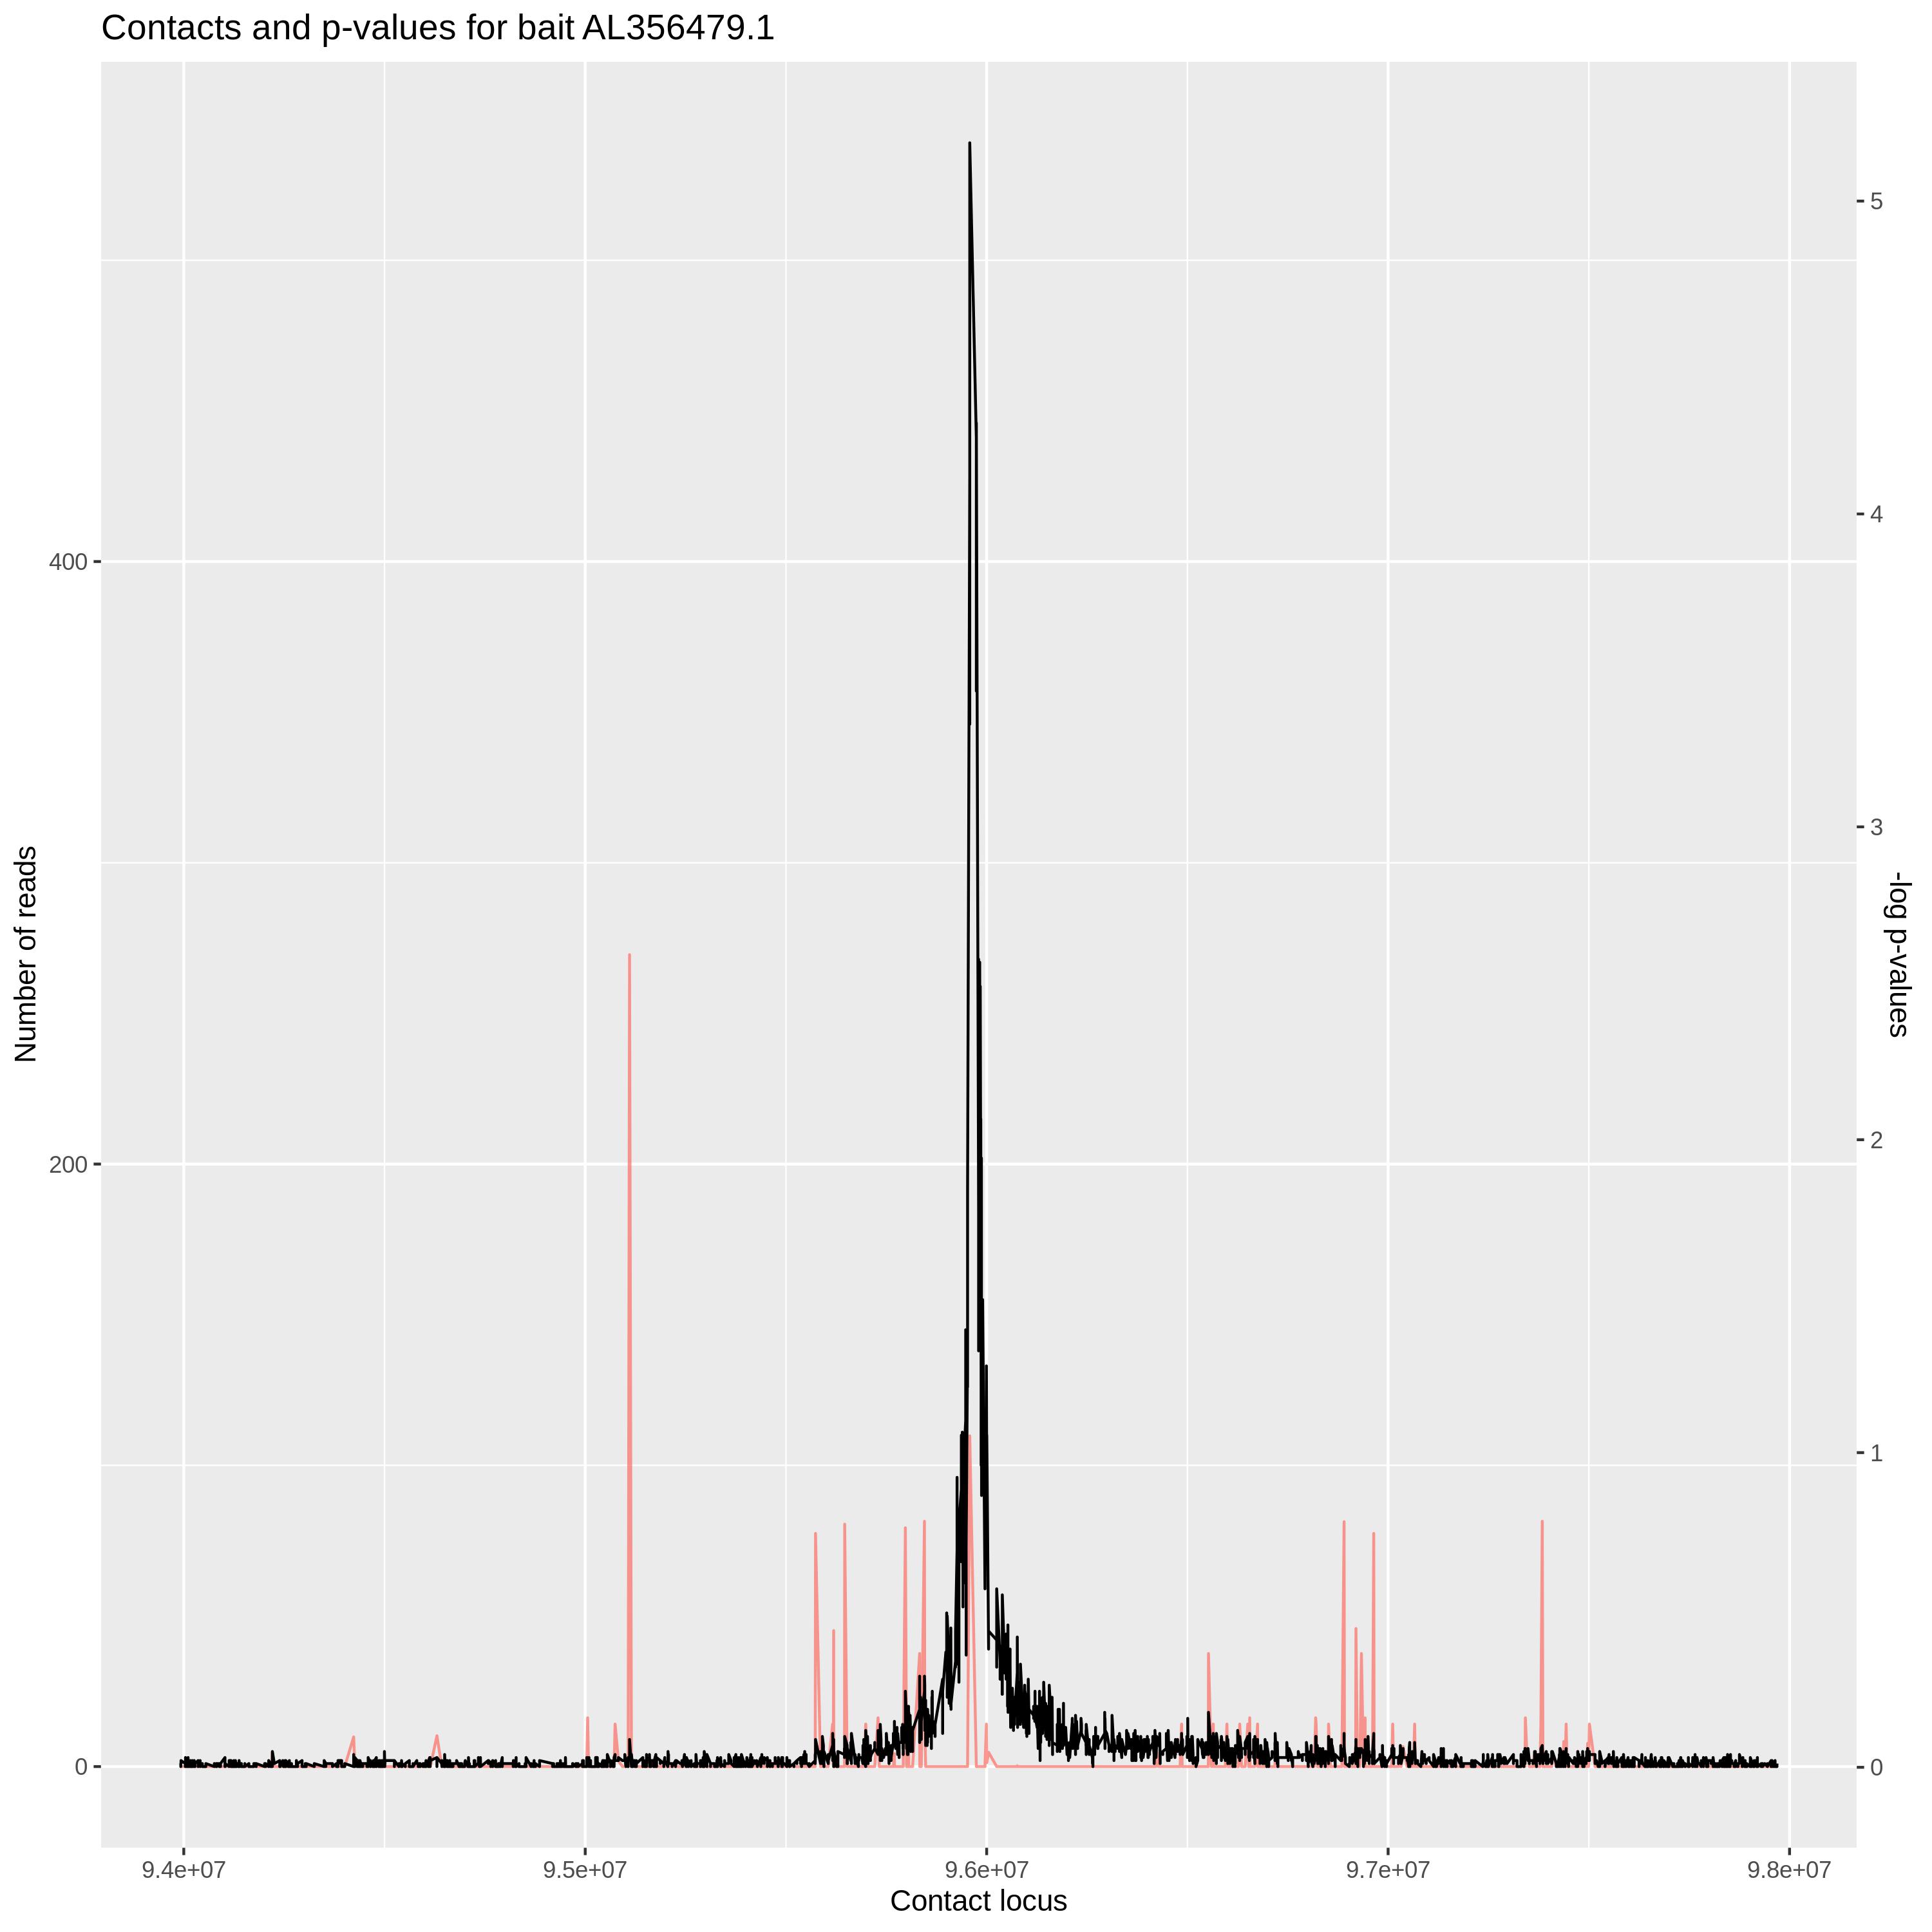 Contacts and p-values for bait AL356479.1
5
4
400
3
Number of reads
-log p-values
2
200
1
0
0
9.4e+07
9.5e+07
9.6e+07
9.7e+07
9.8e+07
Contact locus